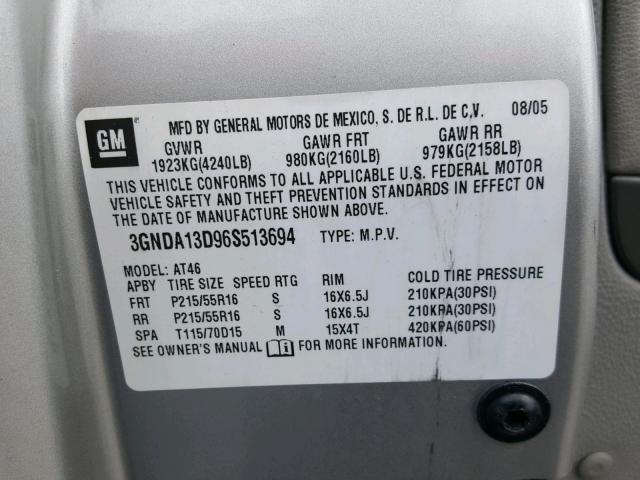 GM
MFD BY GENERAL MOTORS DE MEXICO, S. DE R.L. DE C,V. 08/05
GVWR GAWR FRT GAWR RR
1923KG(4240LB) 980KG(2160LB) 979KG(2158LB)
THIS VEHICLE CONFORMS TO ALL APPLICABLE U.S. FEDERAL MOTOR
VEHICLE SAFETY AND THEFT PREVENTION STANDARDS IN EFFECT ON
THE DATE OF MANUFACTURE SHOWN ABOVE.
3GNDA13D96S513694 TYPE: M.P.V.
MODEL: AT46
APBY TIRE SIZE SPEED RTG RIM COLD TIRE PRESSURE
FRT P215/55R16 S 16X6.5J 210KPA(30PSI)
RR P215/55R16 S 16X6.5J 210KPA(30PSI)
SPA T115/70D15 M 15X4T 420KPA(60PSI)
SEE OWNER'S MANUAL i FOR MORE INFORMATION.